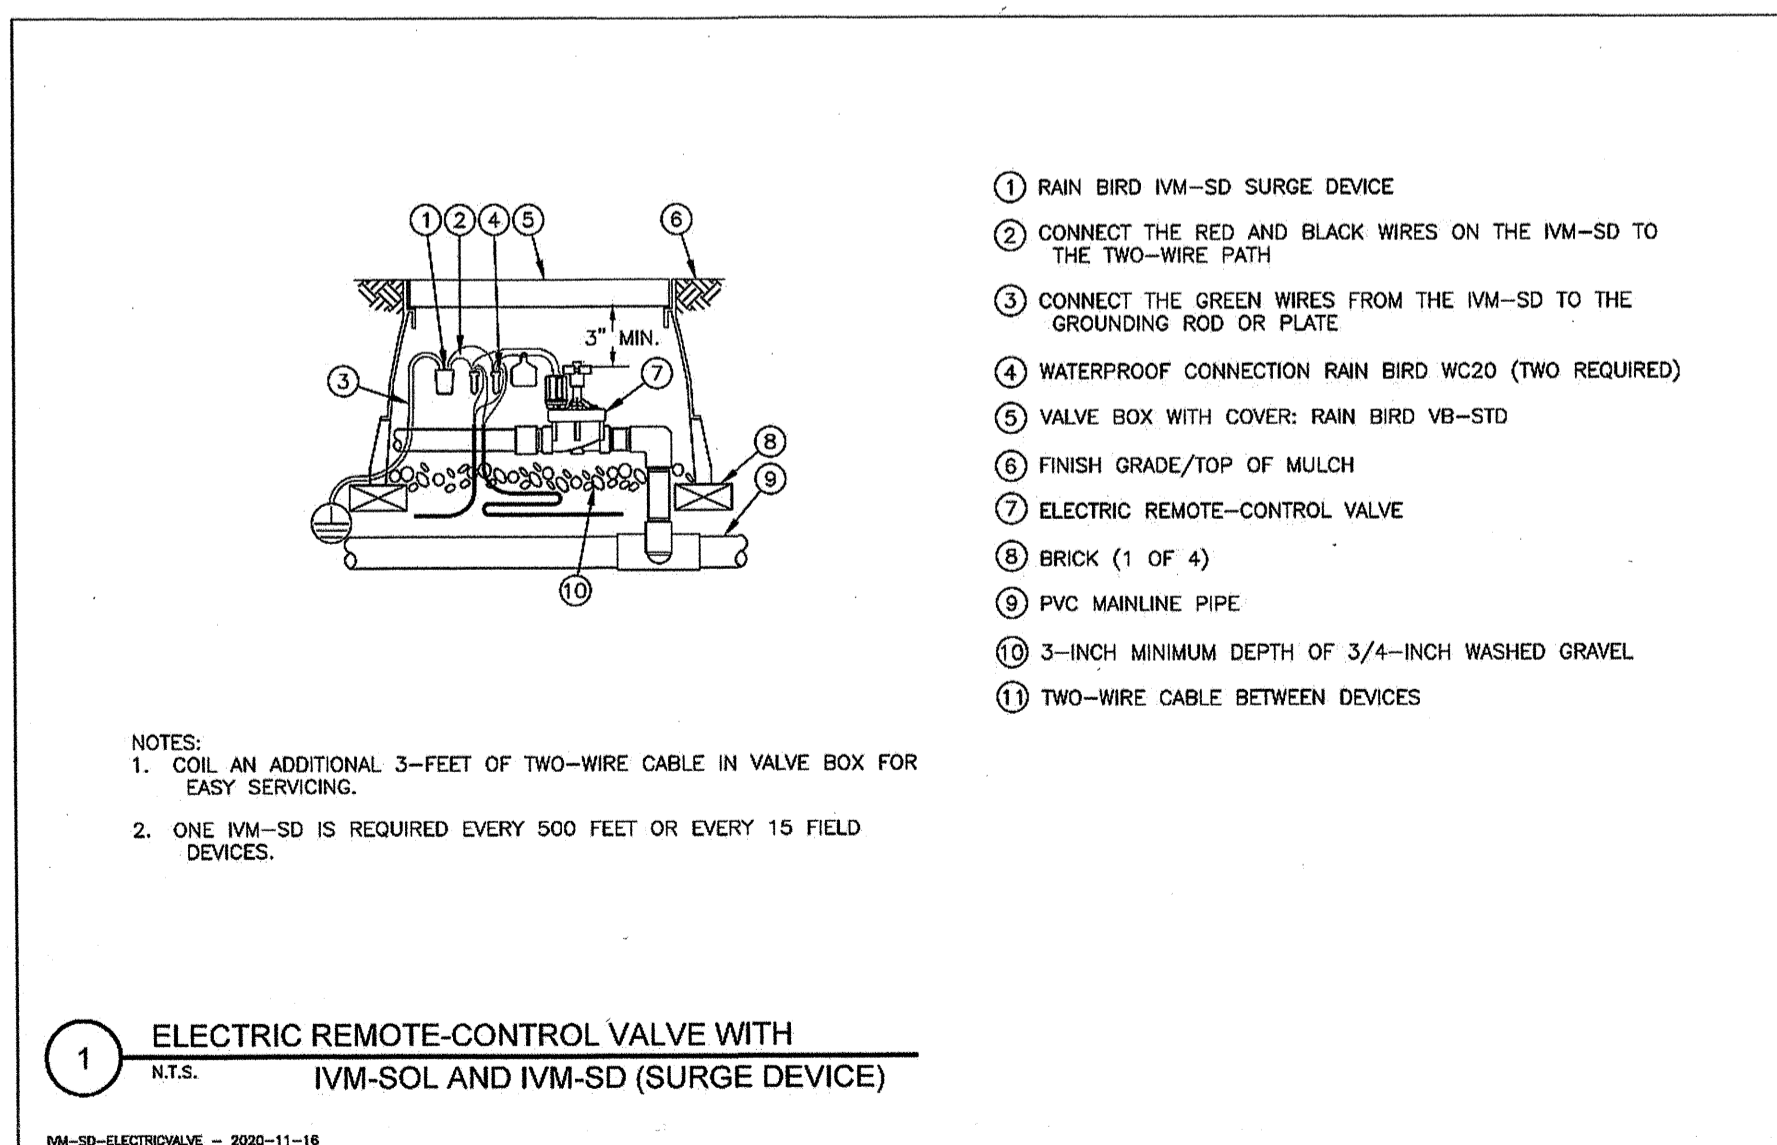 1 2 4 5 6
3" MIN.
3
7
8
9
10
1 RAIN BIRD IVM-SD SURGE DEVICE
2 CONNECT THE RED AND BLACK WIRES ON THE IVM-SD TO
THE TWO-WIRE PATH
3 CONNECT THE GREEN WIRES FROM THE IVM-SD TO THE
GROUNDING ROD OR PLATE
4 WATERPROOF CONNECTION RAIN BIRD WC20 (TWO REQUIRED)
5 VALVE BOX WITH COVER: RAIN BIRD VB-STD
6 FINISH GRADE/TOP OF MULCH
7 ELECTRIC REMOTE-CONTROL VALVE
8 BRICK (1 OF 4)
9 PVC MAINLINE PIPE
10 3-INCH MINIMUM DEPTH OF 3/4-INCH WASHED GRAVEL
11 TWO-WIRE CABLE BETWEEN DEVICES
NOTES:
1. COIL AN ADDITIONAL 3-FEET OF TWO-WIRE CABLE IN VALVE BOX FOR
EASY SERVICING.
2. ONE IVM-SD IS REQUIRED EVERY 500 FEET OR EVERY 15 FIELD
DEVICES.
1
ELECTRIC REMOTE-CONTROL VALVE WITH
N.T.S. IVM-SOL AND IVM-SD (SURGE DEVICE)
IVM-SD-ELECTRICVALVE - 2020-11-16